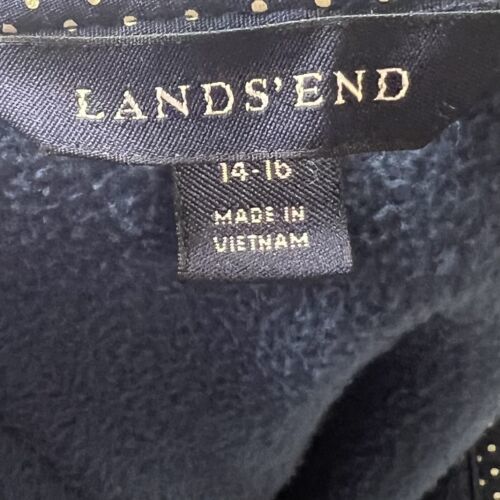 LANDS' END
14-16
MADE IN
VIETNAM